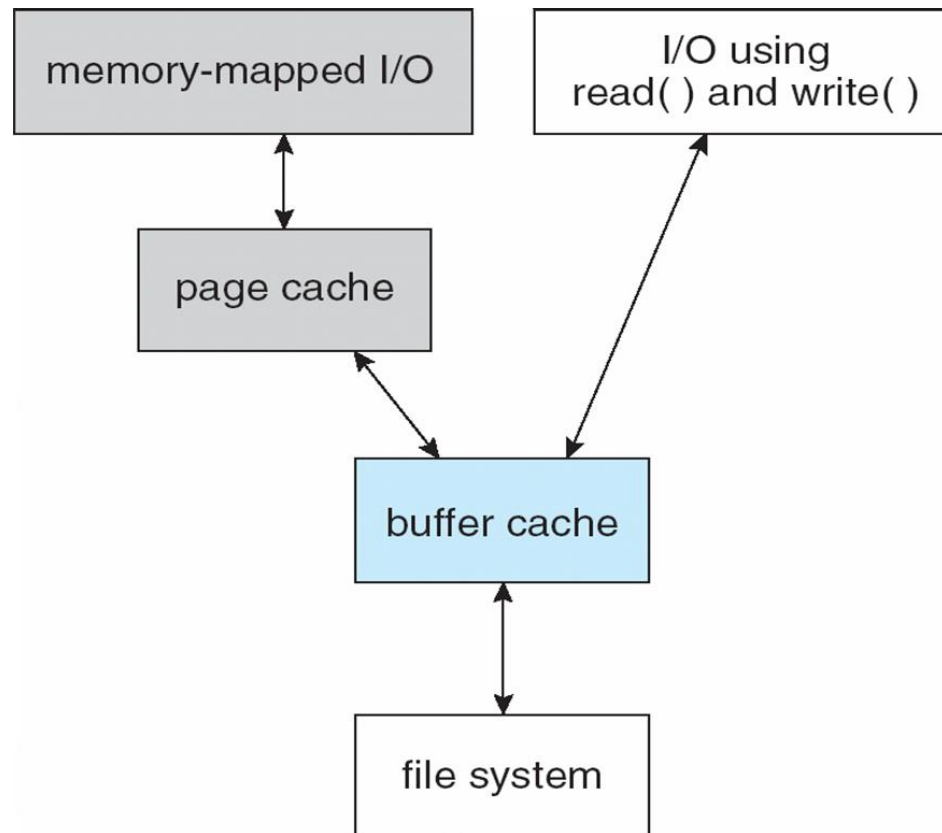 memory-mapped I/O
I/O using
read( ) and write( )
page cache
buffer cache
file system